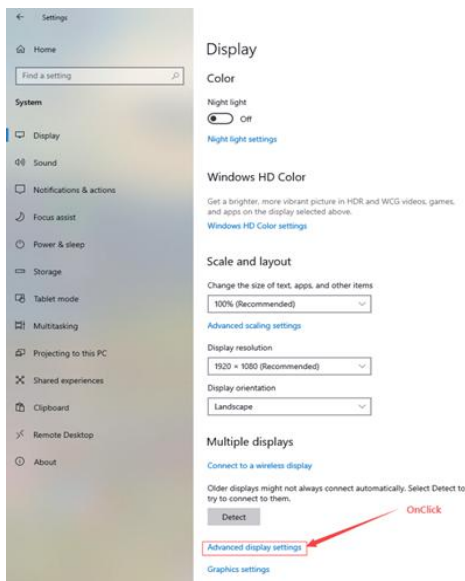 Settings
Home
Find a setting
System
Display
Sound
Notifications & actions
Focus assist
Power & sleep
Storage
Tablet mode
Multitasking
Projecting to this PC
Shared experiences
Clipboard
Remote Desktop
About
Display
Color
Night light
Off
Night light settings
Windows HD Color
Get a brighter, more vibrant picture in HDR and WCG videos, games,
and apps on the display selected above.
Windows HD Color settings
Scale and layout
Change the size of text, apps, and other items
100% (Recommended)
Advanced scaling settings
Display resolution
1920 × 1080 (Recommended)
Display orientation
Landscape
Multiple displays
Connect to a wireless display
Older displays might not always connect automatically. Select Detect to
try to connect to them.
Detect
OnClick
Advanced display settings
Graphics settings